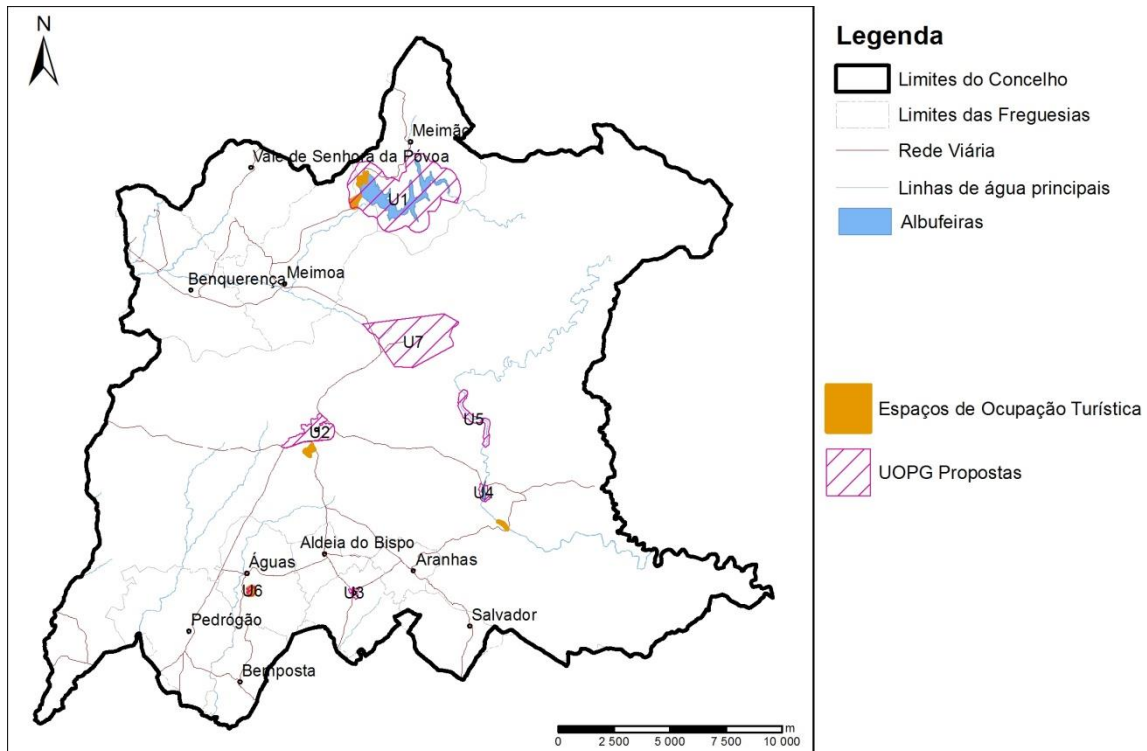 N
Meimão
Vale de Senhora da Póvoa
U1
Benquerença
Meimoa
U7
U5
U2
U4
Aldeia do Bispo
Águas
Aranhas
U6
U3
Pedrógão
Salvador
Bemposta
m
0 2 500 5 000 10 000
Legenda
Limites do Concelho
Limites das Freguesias
Rede Viária
Linhas de água principais
Albufeiras
Espaços de Ocupação Turística
UOPG Propostas